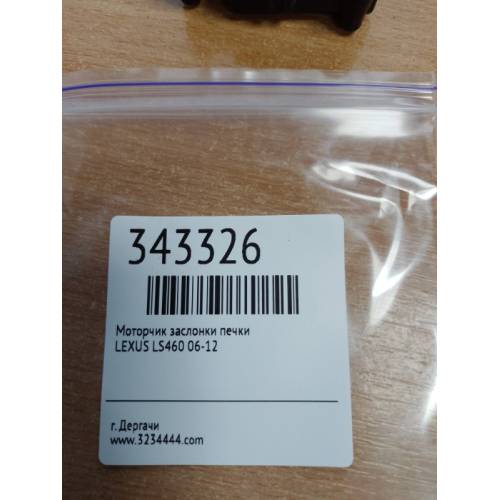 343326
Моторчик заслонки печки
LEXUS LS460 06-12
г. Дергачи
www.3234444.com